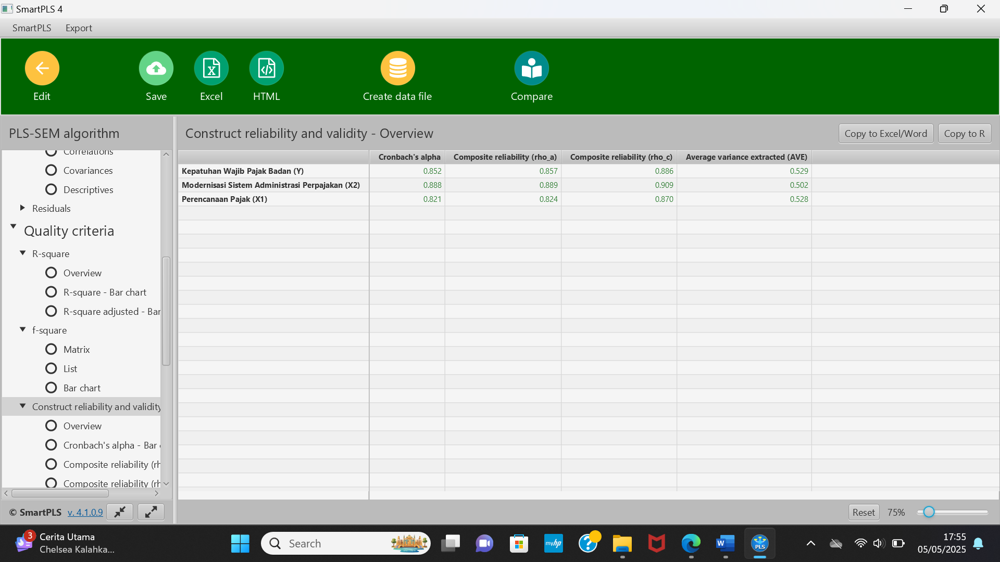 SmartPLS 4
SmartPLS Export
Edit Save Excel HTML Create data file Compare
PLS-SEM algorithm
Correlations
Covariances
Descriptives
Residuals
Quality criteria
R-square
Overview
R-square - Bar chart
R-square adjusted - Bar
f-square
Matrix
List
Bar chart
Construct reliability and validity
Overview
Cronbach's alpha - Bar
Composite reliability (rh
Composite reliability (rh
© SmartPLS v. 4.1.0.9
Construct reliability and validity - Overview Copy to Excel/Word Copy to R
Cronbach's alpha Composite reliability (rho_a) Composite reliability (rho_c) Average variance extracted (AVE)
Kepatuhan Wajib Pajak Badan (Y) 0.852 0.857 0.886 0.529
Modernisasi Sistem Administrasi Perpajakan (X2) 0.888 0.889 0.909 0.502
Perencanaan Pajak (X1) 0.821 0.824 0.870 0.528
Reset 75%
3 Cerita Utama
Chelsea Kalahka...
Search
myhp
?
W
PLS
17:55
05/05/2025